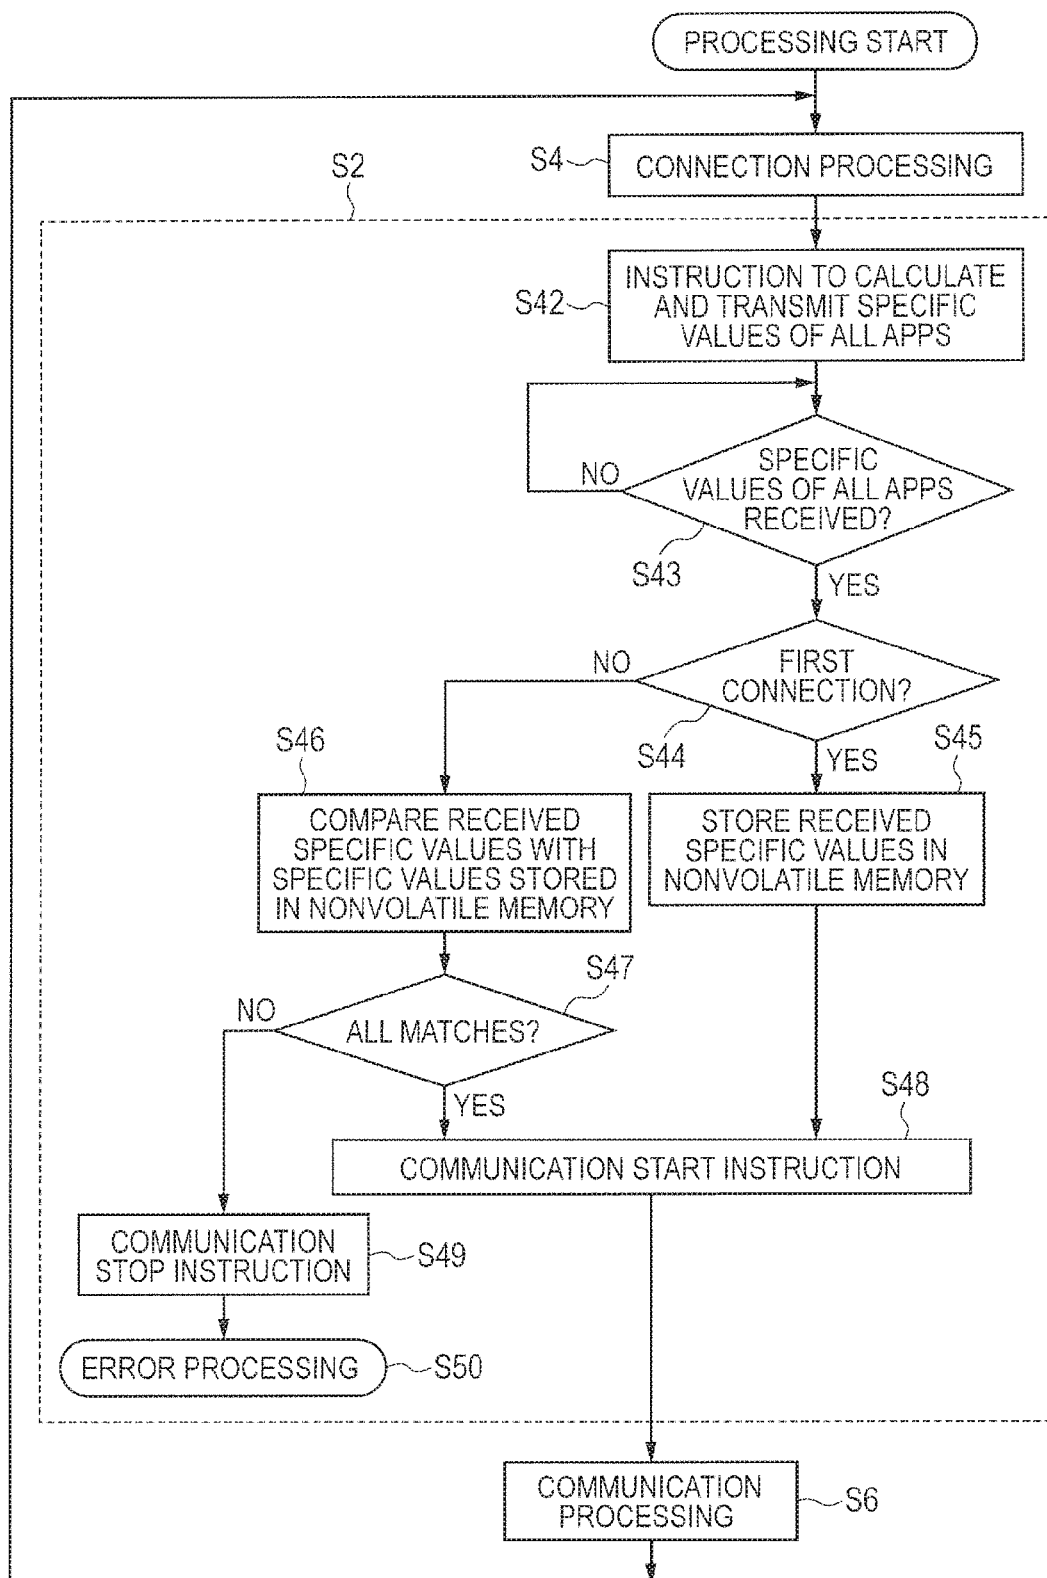 PROCESSING START
S4
CONNECTION PROCESSING
S2
S42
INSTRUCTION TO CALCULATE
AND TRANSMIT SPECIFIC
VALUES OF ALL APPS
NO
SPECIFIC
VALUES OF ALL APPS
RECEIVED?
S43
YES
NO
FIRST
CONNECTION?
S44
YES
S46
S45
COMPARE RECEIVED
SPECIFIC VALUES WITH
SPECIFIC VALUES STORED
IN NONVOLATILE MEMORY
STORE RECEIVED
SPECIFIC VALUES IN
NONVOLATILE MEMORY
S47
NO
ALL MATCHES?
YES
S48
COMMUNICATION START INSTRUCTION
COMMUNICATION
STOP INSTRUCTION
S49
ERROR PROCESSING
S50
COMMUNICATION
PROCESSING
S6